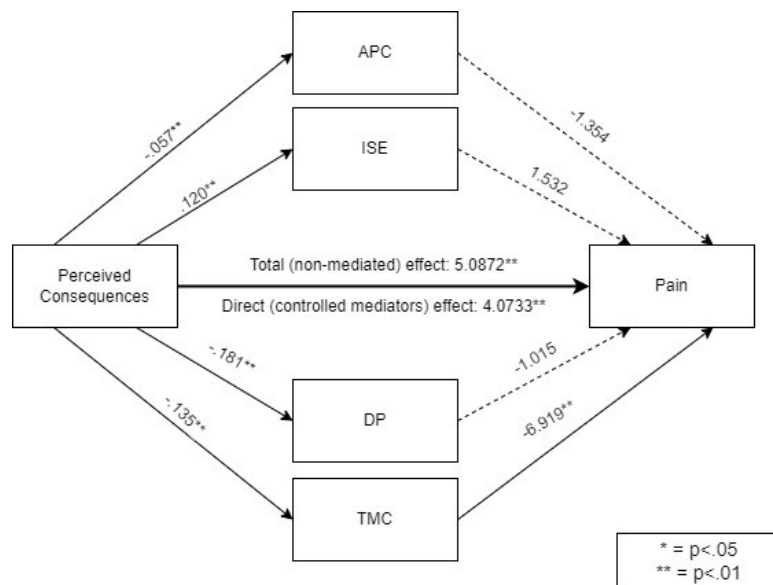 APC
-.057**
-1.354
ISE
.120**
1.532
Total (non-mediated) effect: 5.0872**
Perceived
Consequences
Pain
Direct (controlled mediators) effect: 4.0733**
-.181**
-1.015
DP
-.135**
-6.919**
TMC
* = p<.05
** = p<.01